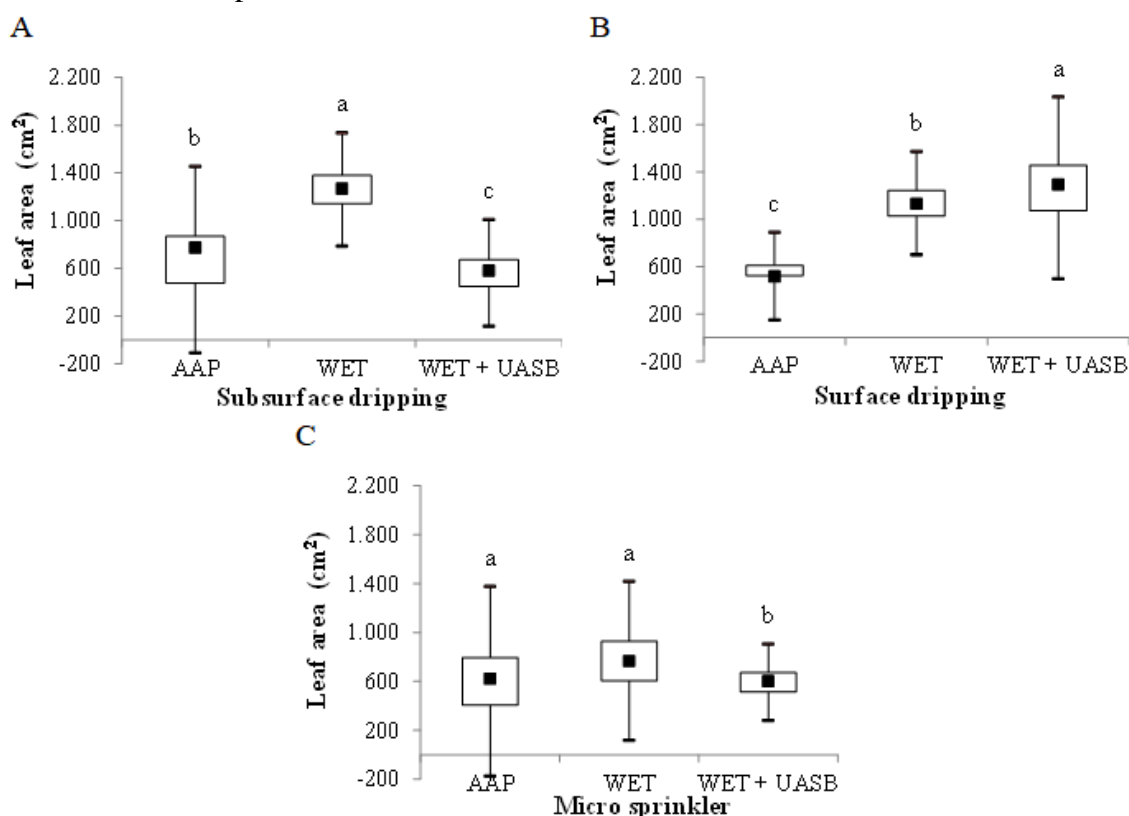 A
2.200
1.800
1.400
1.000
600
200
-200
Leaf area (cm²)
b
a
c
AAP
WET
WET + UASB
Subsurface dripping
B
2.200
1.800
1.400
1.000
600
200
-200
Leaf area (cm²)
c
b
a
AAP
WET
WET + UASB
Surface dripping
C
2.200
1.800
1.400
1.000
600
200
-200
Leaf area (cm²)
a
a
b
AAP
WET
WET + UASB
Micro sprinkler